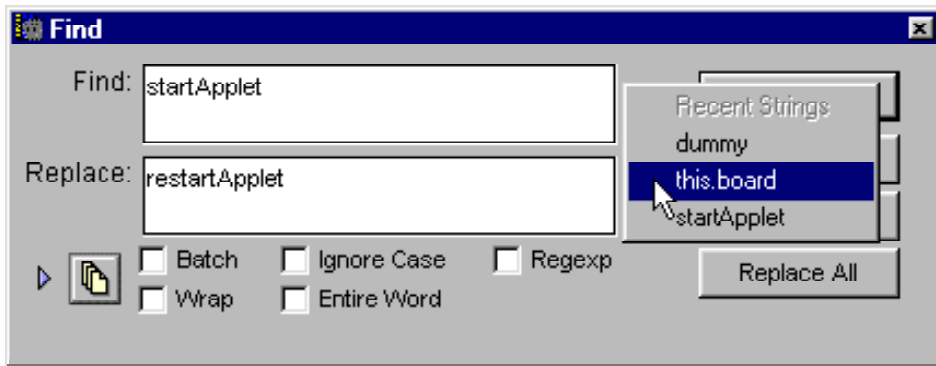 Find
Find:
startApplet
Recent Strings
dummy
Replace:
restartApplet
this.board
startApplet
Batch
Ignore Case
Regexp
Replace All
Wrap
Entire Word